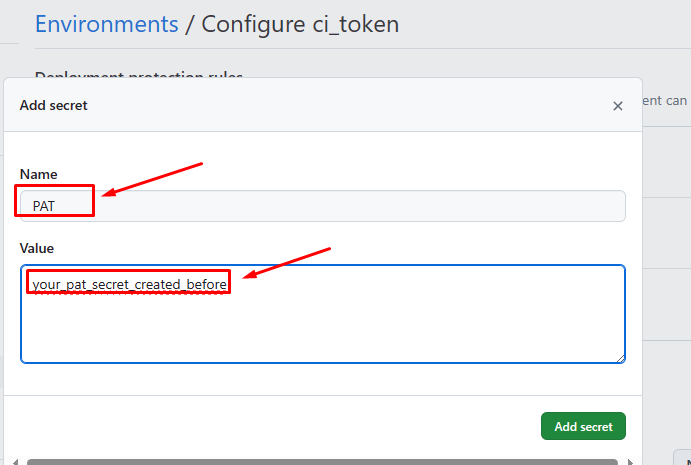 Environments / Configure ci_token
Deployment protection rules
Add secret
ent can
Name
PAT
Value
your_pat_secret_created_before
Add secret